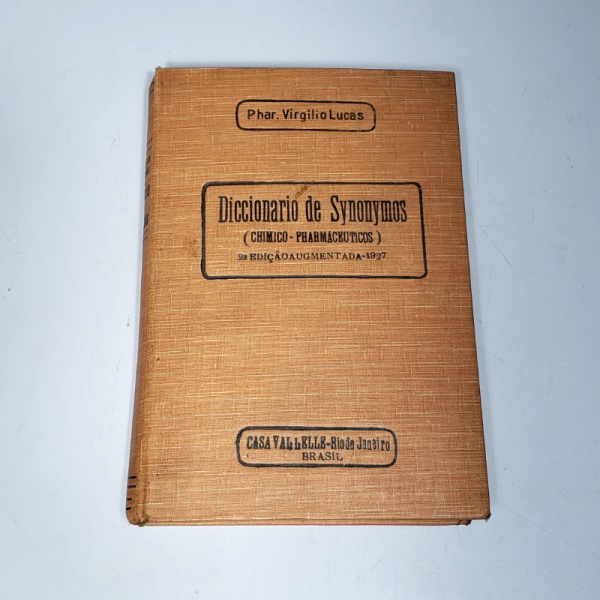 Phar. Virgilio Lucas
Diccionario de Synonymos
(CHIMICO-PHARMACEUTICOS)
2a EDIÇÃO AUGMENTADA-1927
CASA VALLELLE-Rio de Janeiro
BRASIL